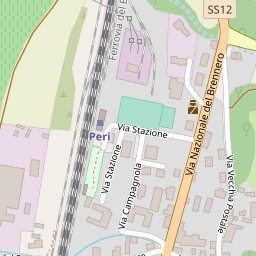 SS12
Ferrovia del B
Via Nazionale del Brennero
Peri
Via Stazione
Via Stazione
Via Campagnola
Via Vecchia Postale